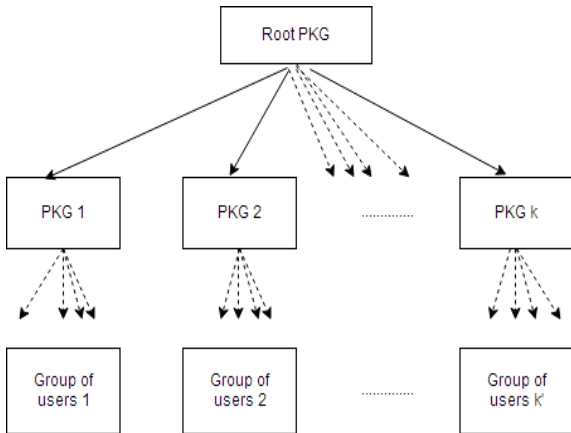 Root PKG
PKG 1
PKG 2
..............
PKG k
Group of
users 1
Group of
users 2
..............
Group of
users k'